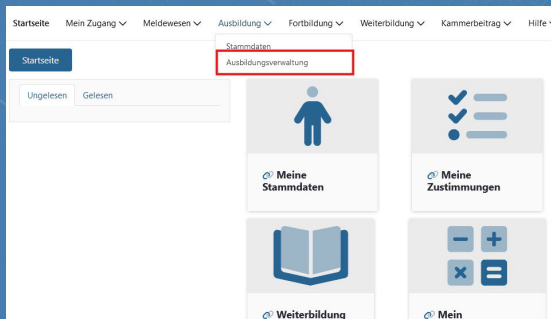 Startseite Mein Zugang Meldewesen Ausbildung Fortbildung Weiterbildung Kammerbeitrag Hilfe
Stammdaten
Ausbildungsverwaltung
Startseite
Ungelesen Gelesen
Meine
Stammdaten
Meine
Zustimmungen
Weiterbildung
Mein